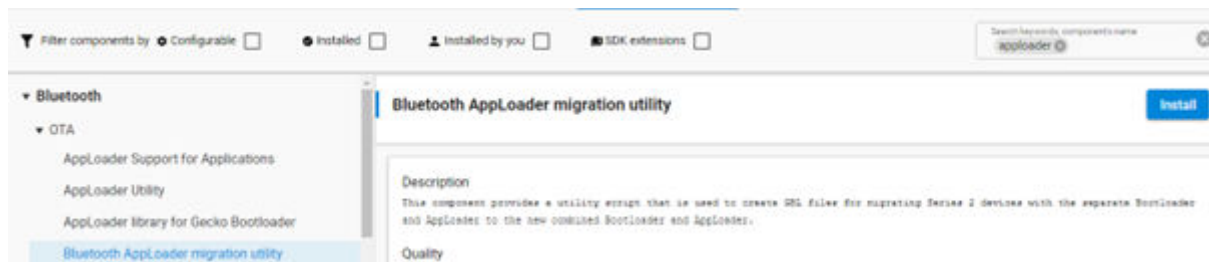 Filter components by Configurable Installed Installed by you SDK extensions
Search keywords, component's name
apploader
Bluetooth
OTA
AppLoader Support for Applications
AppLoader Utility
AppLoader library for Gecko Bootloader
Bluetooth AppLoader migration utility
Bluetooth AppLoader migration utility
Install
Description
This component provides a utility script that is used to create GBL files for migrating Series 2 devices with the separate Bootloader
and AppLoader to the new combined Bootloader and AppLoader.
Quality